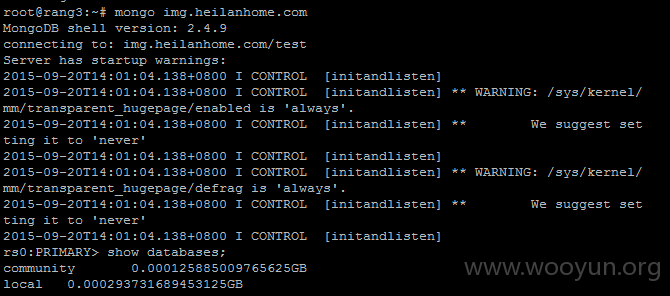 root@rang3:~# mongo img.heilanhome.com
MongoDB shell version: 2.4.9
connecting to: img.heilanhome.com/test
Server has startup warnings:
2015-09-20T14:01:04.138+0800 I CONTROL  [initandlisten]
2015-09-20T14:01:04.138+0800 I CONTROL  [initandlisten] ** WARNING: /sys/kernel/
mm/transparent_hugepage/enabled is 'always'.
2015-09-20T14:01:04.138+0800 I CONTROL  [initandlisten] **        We suggest set
ting it to 'never'
2015-09-20T14:01:04.138+0800 I CONTROL  [initandlisten]
2015-09-20T14:01:04.138+0800 I CONTROL  [initandlisten] ** WARNING: /sys/kernel/
mm/transparent_hugepage/defrag is 'always'.
2015-09-20T14:01:04.138+0800 I CONTROL  [initandlisten] **        We suggest set
ting it to 'never'
2015-09-20T14:01:04.138+0800 I CONTROL  [initandlisten]
rs0:PRIMARY> show databases;
community       0.000125885009765625GB
local   0.000293731689453125GB
www.wooyun.org